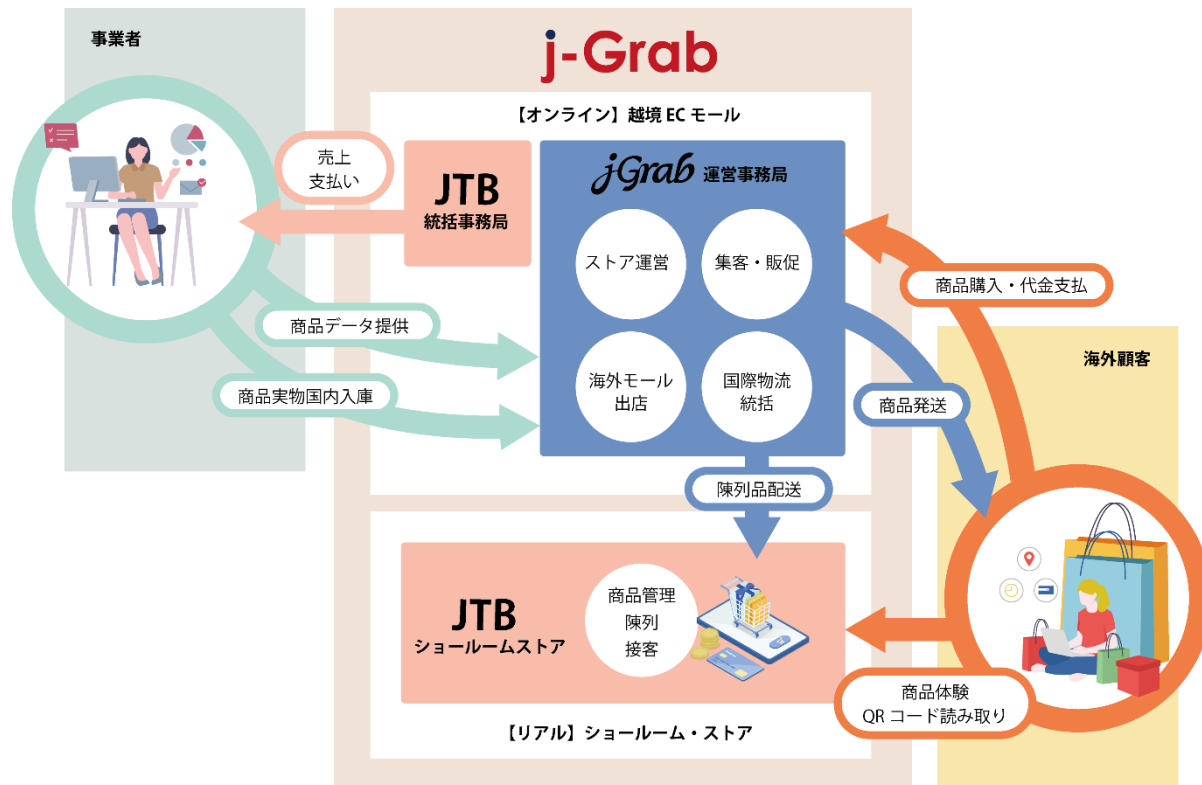 事業者
j-Grab
【オンライン】越境 EC モール
売上
支払い
JTB
統括事務局
j-Grab 運営事務局
ストア運営
集客・販促
海外モール
出店
国際物流
統括
商品データ提供
商品実物国内入庫
商品購入・代金支払
海外顧客
商品発送
陳列品配送
JTB
ショールームストア
商品管理
陳列
接客
商品体験
QR コード読み取り
【リアル】ショールーム・ストア